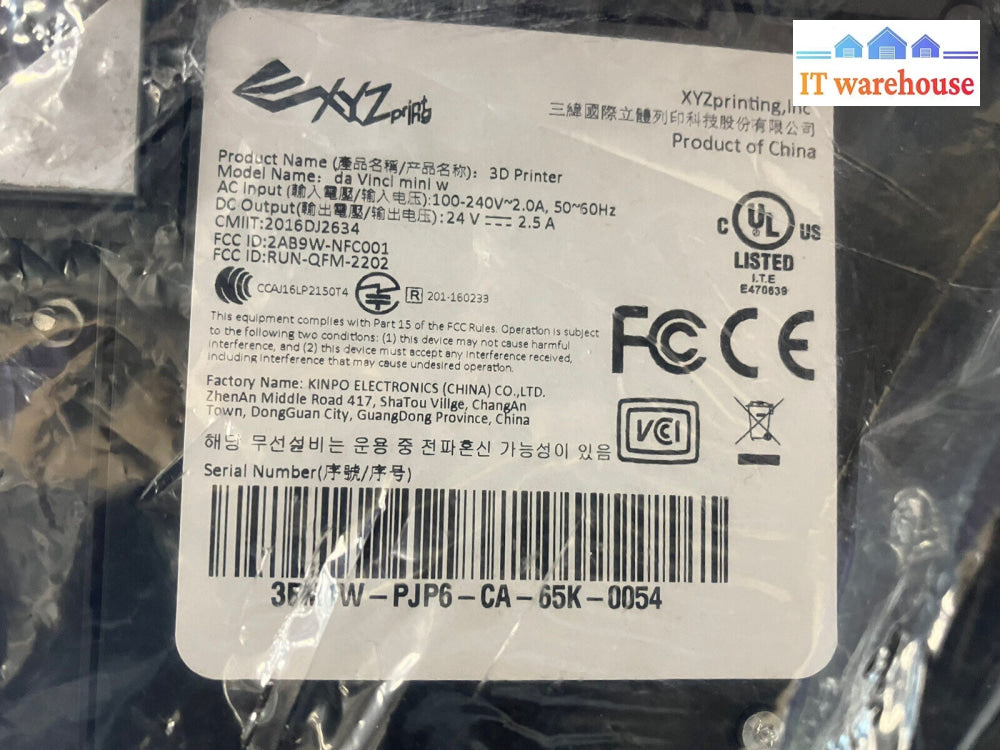 IT warehouse
XYZprint
XYZprinting,Inc
三緯國際立體列印科技股份有限公司
Product of China
Product Name (產品名稱/产品名称): 3D Printer
Model Name: da Vinci mini w
AC Input (輸入電壓/输入电压):100-240V~2.0A, 50~60Hz
DC Output(輸出電壓/输出电压):24 V 2.5 A
CMIIT:2016DJ2634
FCC ID:2AB9W-NFC001
FCC ID:RUN-QFM-2202
CCAJ16LP2150T4 R 201-160233
C UL US
LISTED
I.T.E
E470639
This equipment complies with Part 15 of the FCC Rules. Operation is subject
to the following two conditions: (1) this device may not cause harmful
interference, and (2) this device must accept any interference received,
including interference that may cause undesired operation.
FC CE
Factory Name: KINPO ELECTRONICS (CHINA) CO.,LTD.
ZhenAn Middle Road 417, ShaTou Villge, ChangAn
Town, DongGuan City, GuangDong Province, China
VCI
해당 무선설비는 운용 중 전파혼신 가능성이 있음
Serial Number(序號/序号)
PJP6-CA-65K-0054